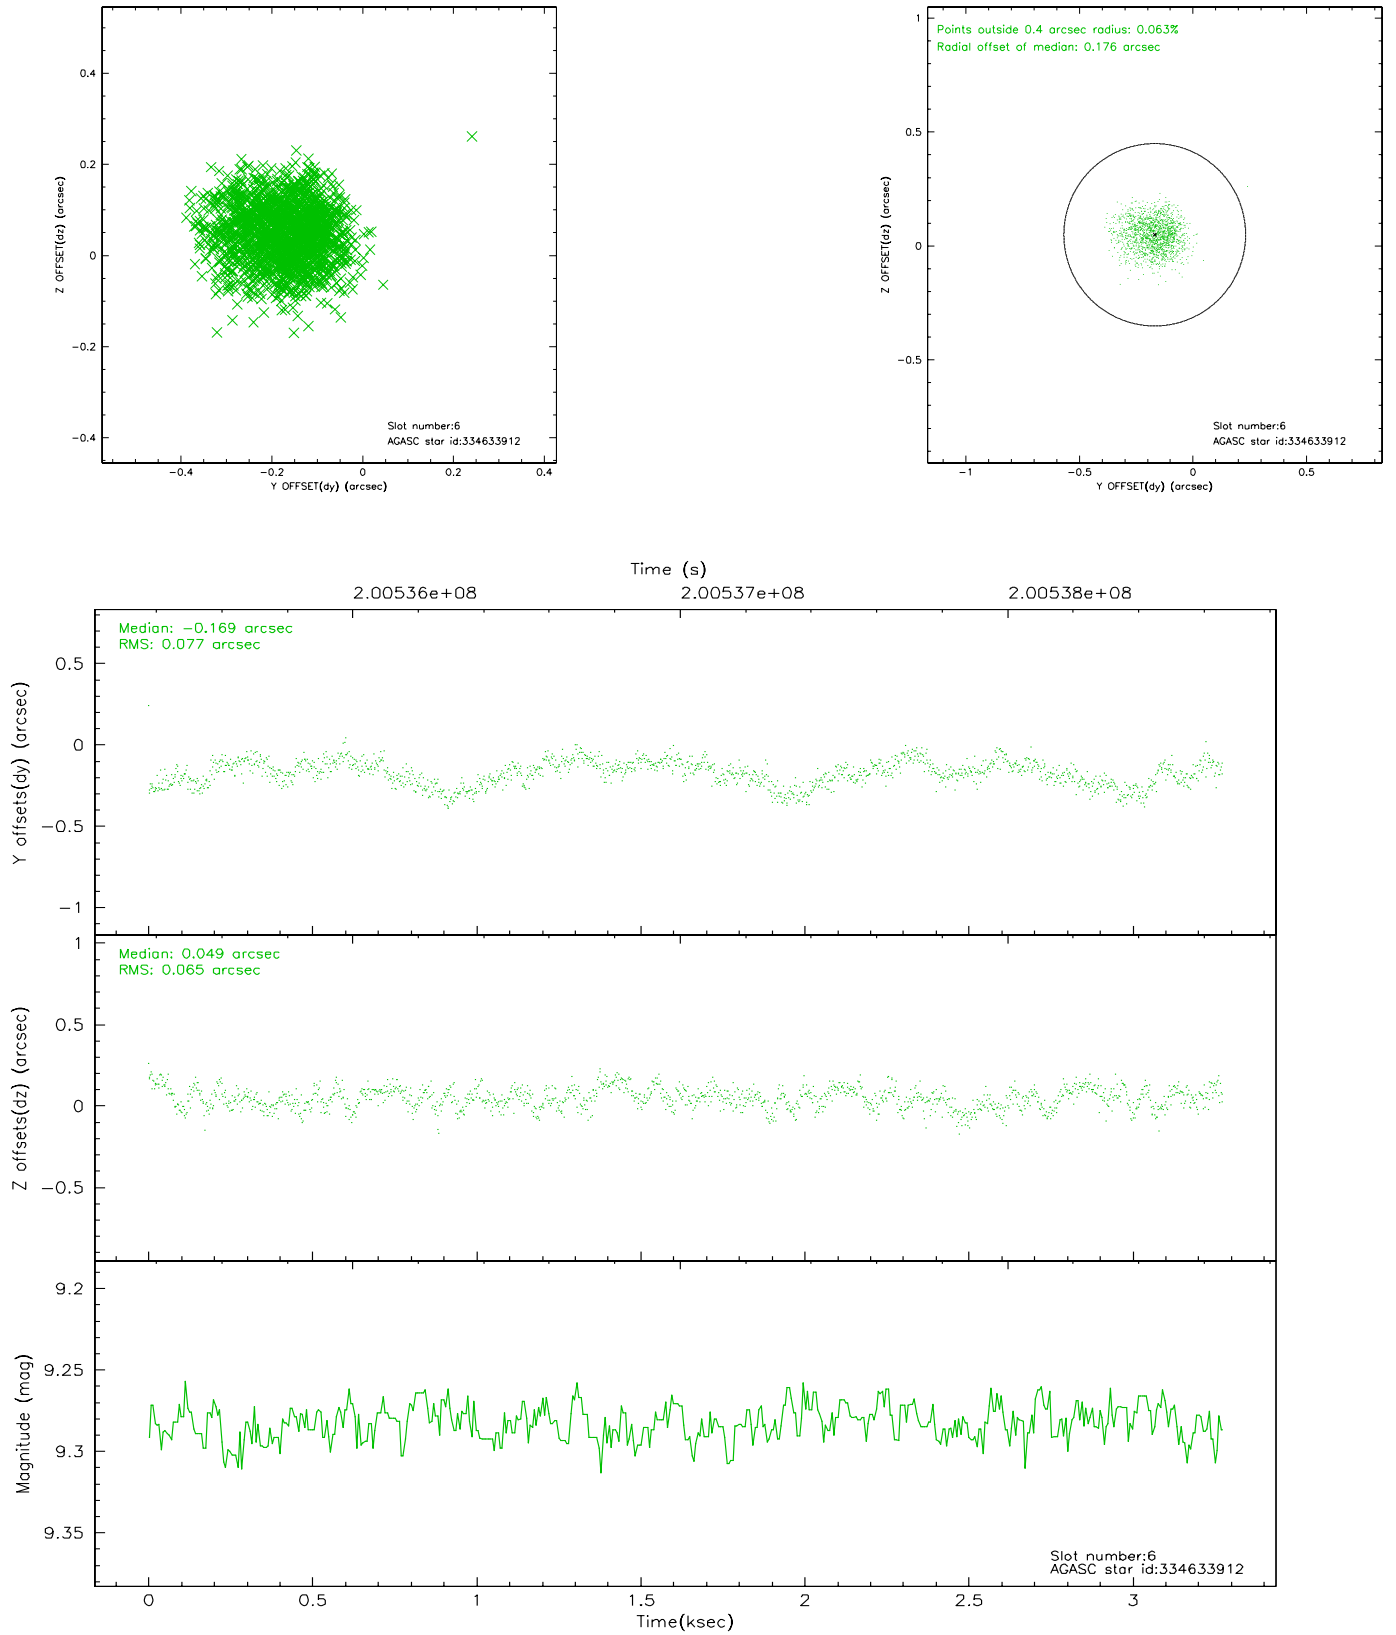 0.4
0.2
0
−0.2
−0.4
Z OFFSET(dz) (arcsec)
Slot number:6
AGASC star id:334633912
−0.4 −0.2 0 0.2 0.4
Y OFFSET(dy) (arcsec)
Points outside 0.4 arcsec radius: 0.063%
Radial offset of median: 0.176 arcsec
1
0.5
0
−0.5
Z OFFSET(dz) (arcsec)
Slot number:6
AGASC star id:334633912
−1 −0.5 0 0.5
Y OFFSET(dy) (arcsec)
Time (s)
2.00536e+08 2.00537e+08 2.00538e+08
Median: −0.169 arcsec
RMS: 0.077 arcsec
0.5
0
−0.5
−1
Y offsets(dy) (arcsec)
Median: 0.049 arcsec
RMS: 0.065 arcsec
1
0.5
0
−0.5
Z offsets(dz) (arcsec)
9.2
9.25
9.3
9.35
Magnitude (mag)
Slot number:6
AGASC star id:334633912
0 0.5 1 1.5 2 2.5 3
Time(ksec)